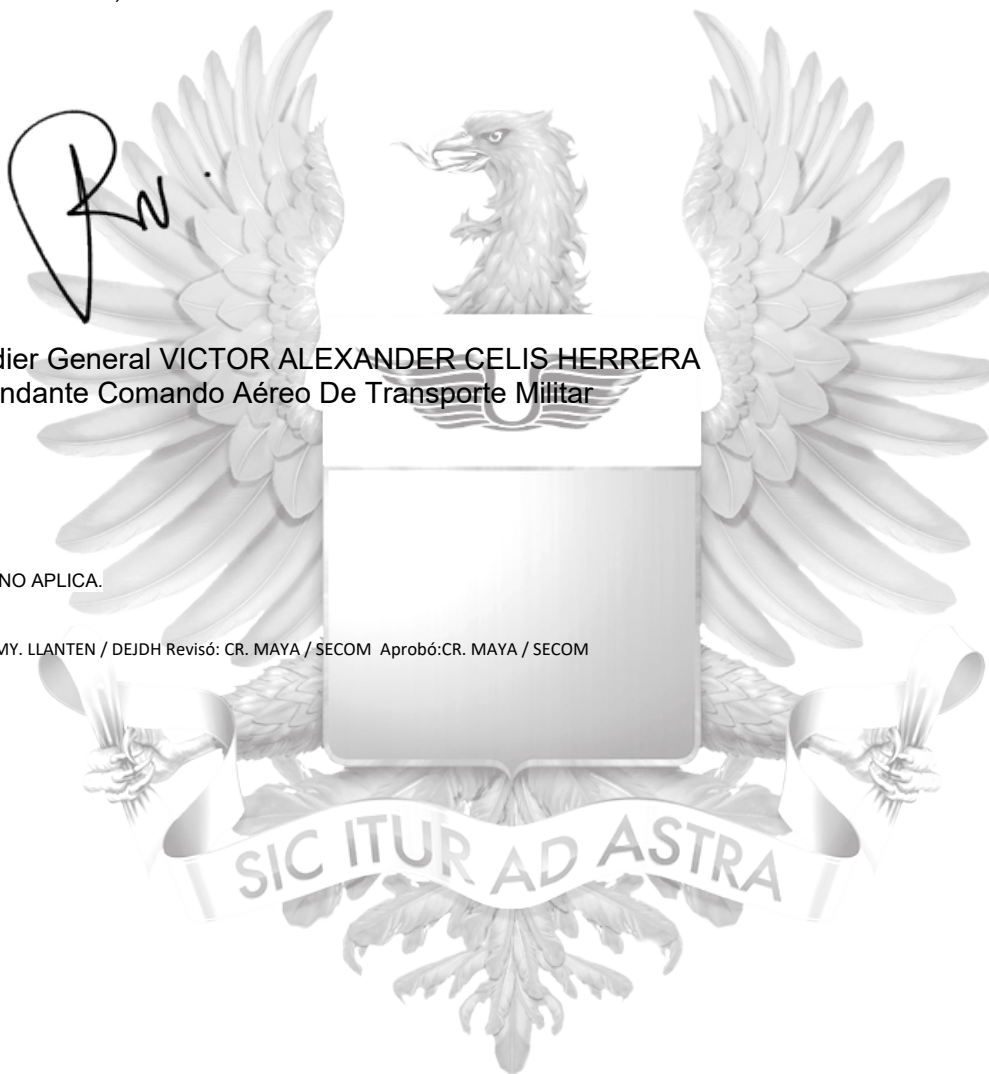 dier General VICTOR ALEXANDER CELIS HERRERA
ndante Comando Aéreo De Transporte Militar
NO APLICA.
MY. LLANTEN / DEJDH Revisó: CR. MAYA / SECOM Aprobó:CR. MAYA / SECOM
SIC ITUR AD ASTRA